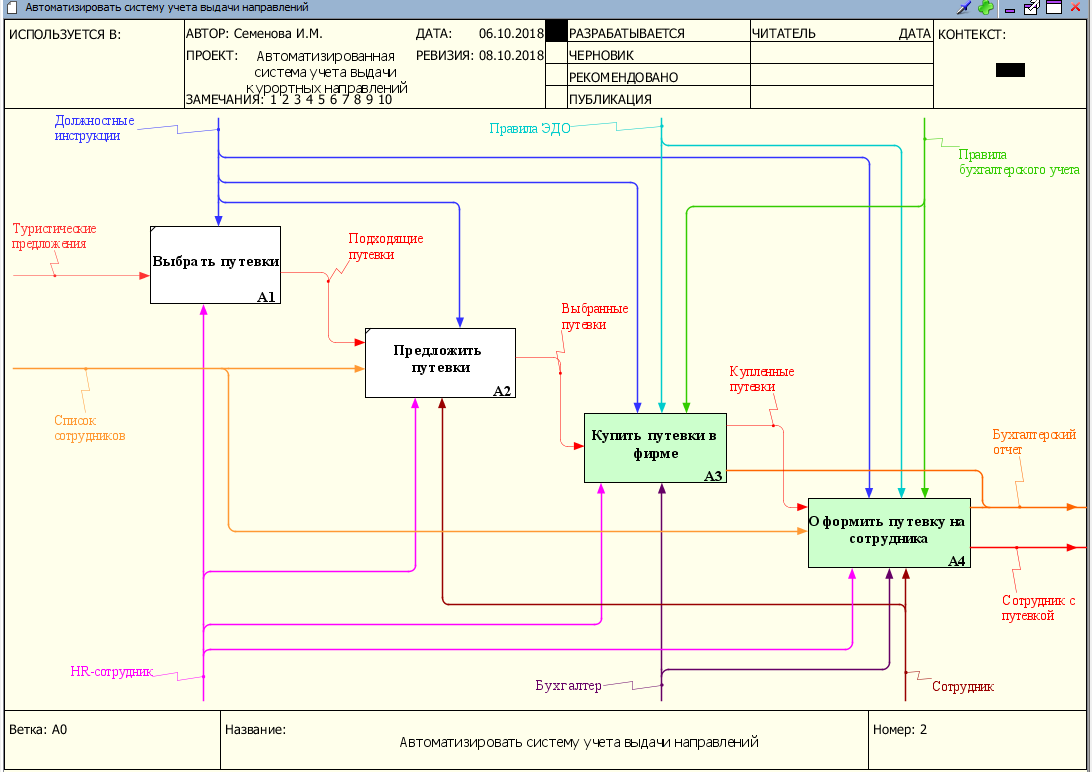 Автоматизировать систему учета выдачи направлений
ИСПОЛЬЗУЕТСЯ В:
АВТОР: Семенова И.М.
ДАТА: 06.10.2018
ПРОЕКТ: Автоматизированная
система учета выдачи
курортных направлений
РЕВИЗИЯ: 08.10.2018
ЗАМЕЧАНИЯ: 1 2 3 4 5 6 7 8 9 10
РАЗРАБАТЫВАЕТСЯ
ЧЕРНОВИК
РЕКОМЕНДОВАНО
ПУБЛИКАЦИЯ
ЧИТАТЕЛЬ
ДАТА
КОНТЕКСТ:
Должностные
инструкции
Правила ЭДО
Правила
бухгалтерского учета
Туристические
предложения
Выбрать путевки
A1
Подходящие
путевки
Предложить
путевки
A2
Выбранные
путевки
Список
сотрудников
Купить путевки в
фирме
A3
Купленные
путевки
Бухгалтерский
отчет
Оформить путевку на
сотрудника
A4
Сотрудник с
путевкой
HR-сотрудник
Бухгалтер
Сотрудник
Ветка: A0
Название:
Автоматизировать систему учета выдачи направлений
Номер: 2